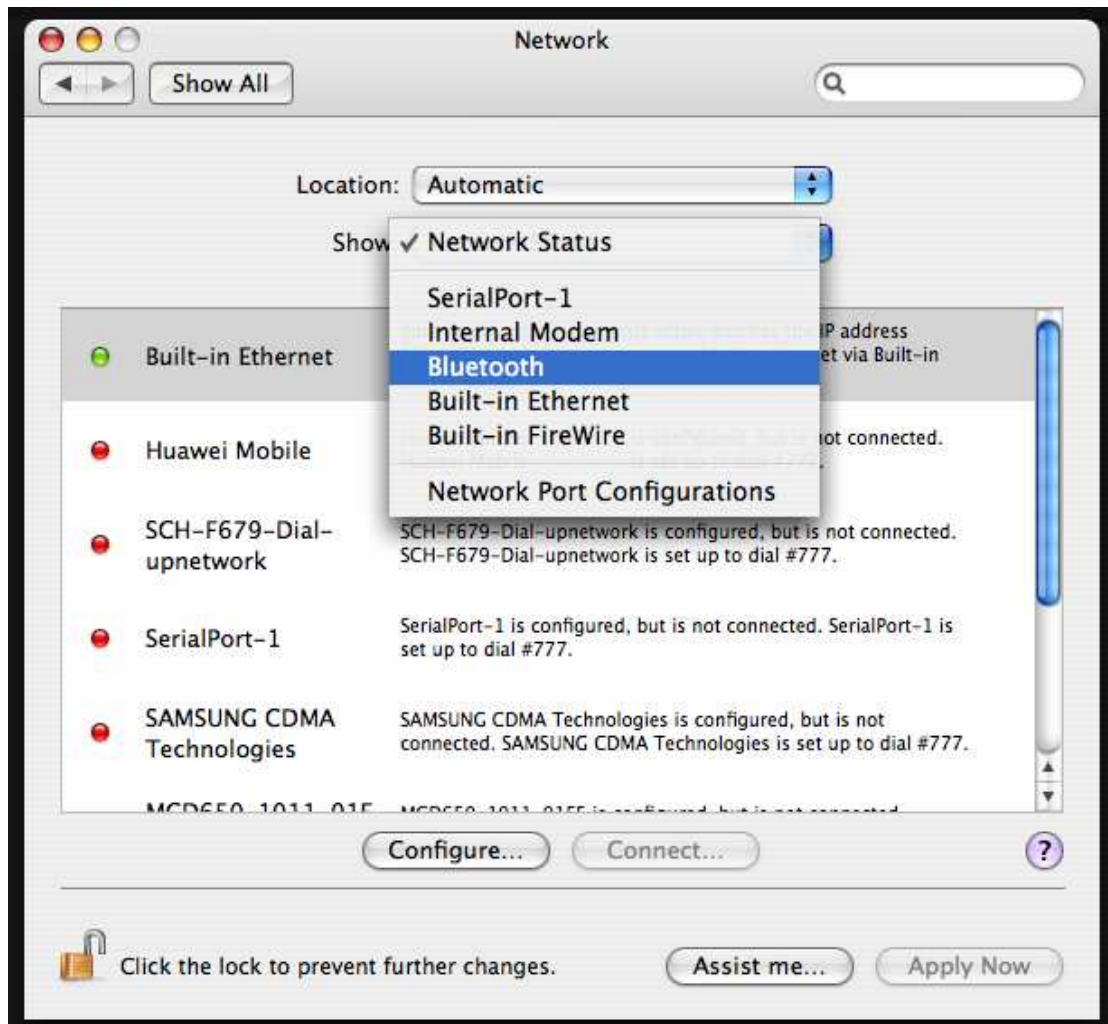 Network
Show All
Location: Automatic
Show
✓ Network Status
SerialPort-1
Internal Modem
Bluetooth
Built-in Ethernet
Built-in FireWire
Network Port Configurations
Built-in Ethernet
IP address
et via Built-in
Huawei Mobile
not connected.
SCH-F679-Dial-
upnetwork
SCH-F679-Dial-upnetwork is configured, but is not connected.
SCH-F679-Dial-upnetwork is set up to dial #777.
SerialPort-1
SerialPort-1 is configured, but is not connected. SerialPort-1 is
set up to dial #777.
SAMSUNG CDMA
Technologies
SAMSUNG CDMA Technologies is configured, but is not
connected. SAMSUNG CDMA Technologies is set up to dial #777.
Configure... Connect... ?
Click the lock to prevent further changes. Assist me... Apply Now